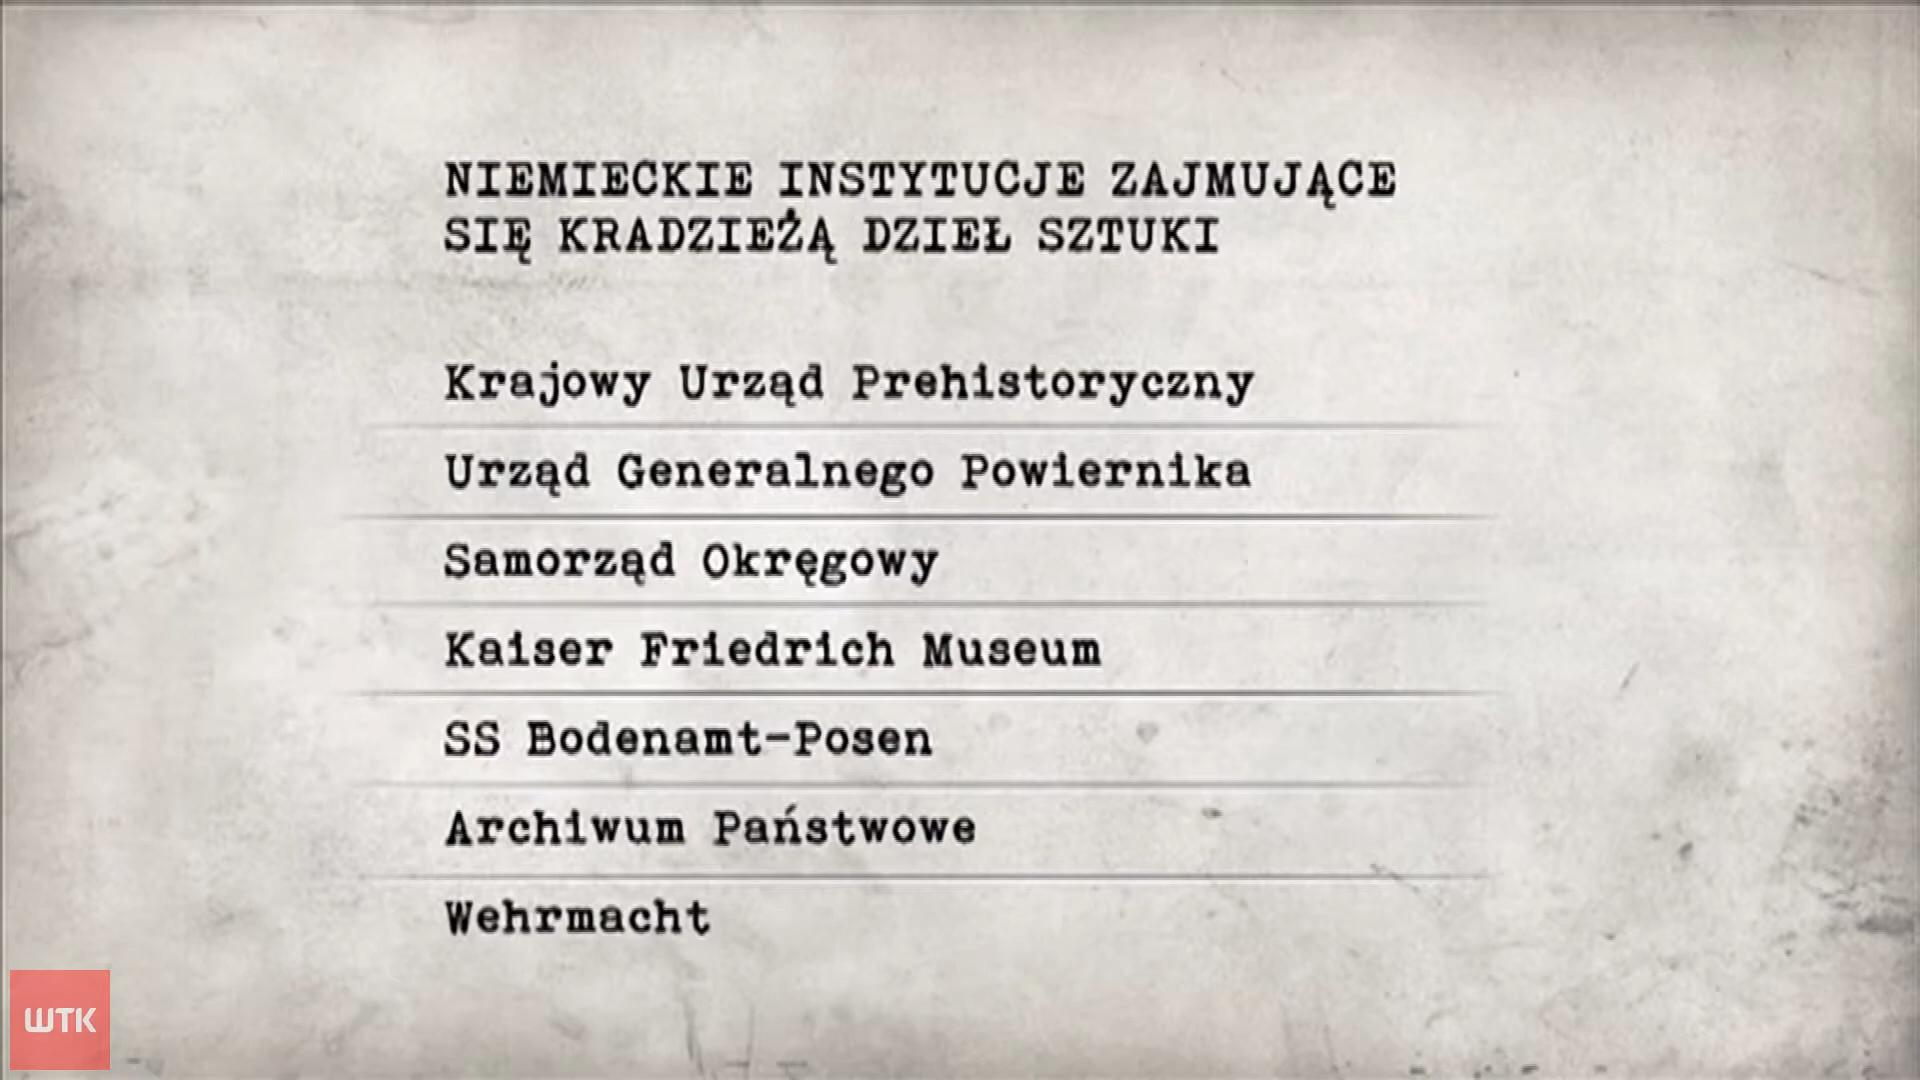 NIEMIECKIE INSTYTUCJE ZAJMUJĄCE
SIĘ KRADZIEŻĄ DZIEŁ SZTUKI
Krajowy Urząd Prehistoryczny
Urząd Generalnego Powiernika
Samorząd Okręgowy
Kaiser Friedrich Museum
SS Bodenamt-Posen
Archiwum Państwowe
Wehrmacht
WTK